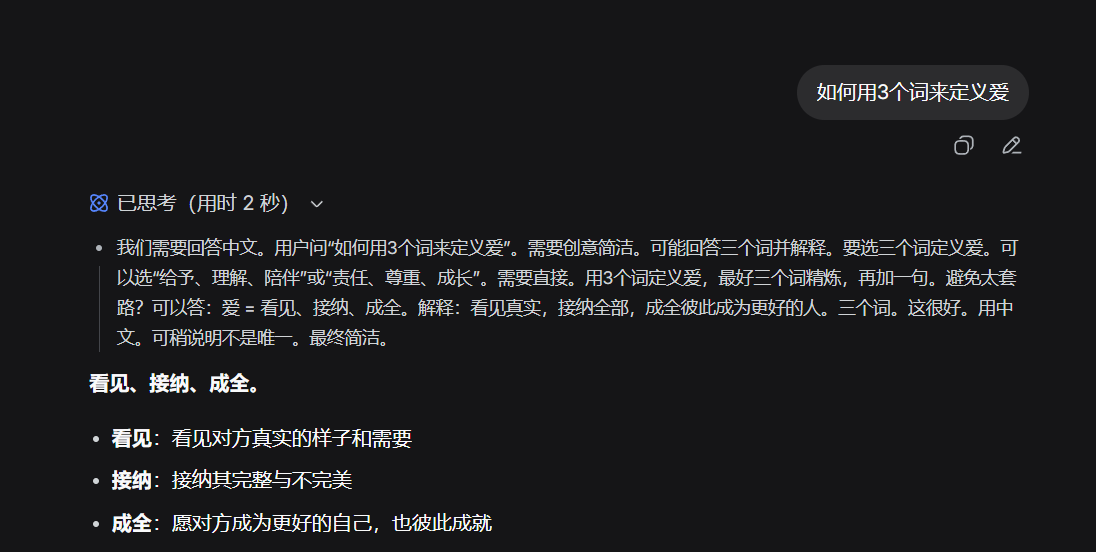 如何用3个词来定义爱
已思考（用时 2 秒）
我们需要回答中文。用户问“如何用3个词来定义爱”。需要创意简洁。可能回答三个词并解释。要选三个词定义爱。可
以选“给予、理解、陪伴”或“责任、尊重、成长”。需要直接。用3个词定义爱，最好三个词精炼，再加一句。避免太套
路？可以答：爱 = 看见、接纳、成全。解释：看见真实，接纳全部，成全彼此成为更好的人。三个词。这很好。用中
文。可稍说明不是唯一。最终简洁。
看见、接纳、成全。
看见：看见对方真实的样子和需要
接纳：接纳其完整与不完美
成全：愿对方成为更好的自己，也彼此成就